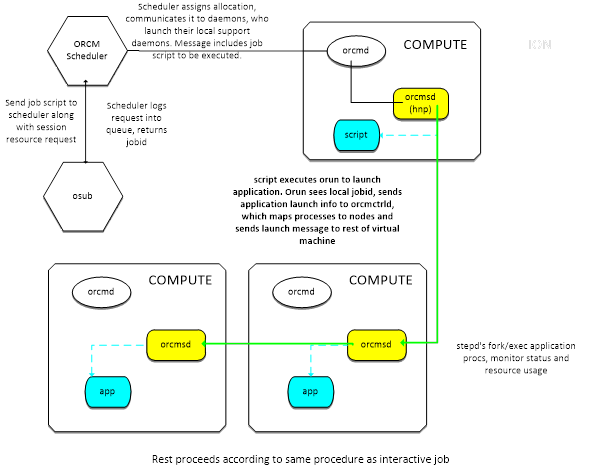 Scheduler assigns allocation,
communicates it to daemons, who
launch their local support
daemons. Message includes job
script to be executed.
ORCM
Scheduler
Send job script to
scheduler along
with session
resource request
Scheduler logs
request into
queue, returns
jobid
osub
orcmd
COMPUTE
orcmsd
(hnp)
script
ION
script executes orun to launch
application. Orun sees local jobid, sends
application launch info to orcmctrld,
which maps processes to nodes and
sends launch message to rest of virtual
machine
orcmd
COMPUTE
orcmsd
app
orcmd
COMPUTE
orcmsd
app
stepd's fork/exec application
procs, monitor status and
resource usage
Rest proceeds according to same procedure as interactive job